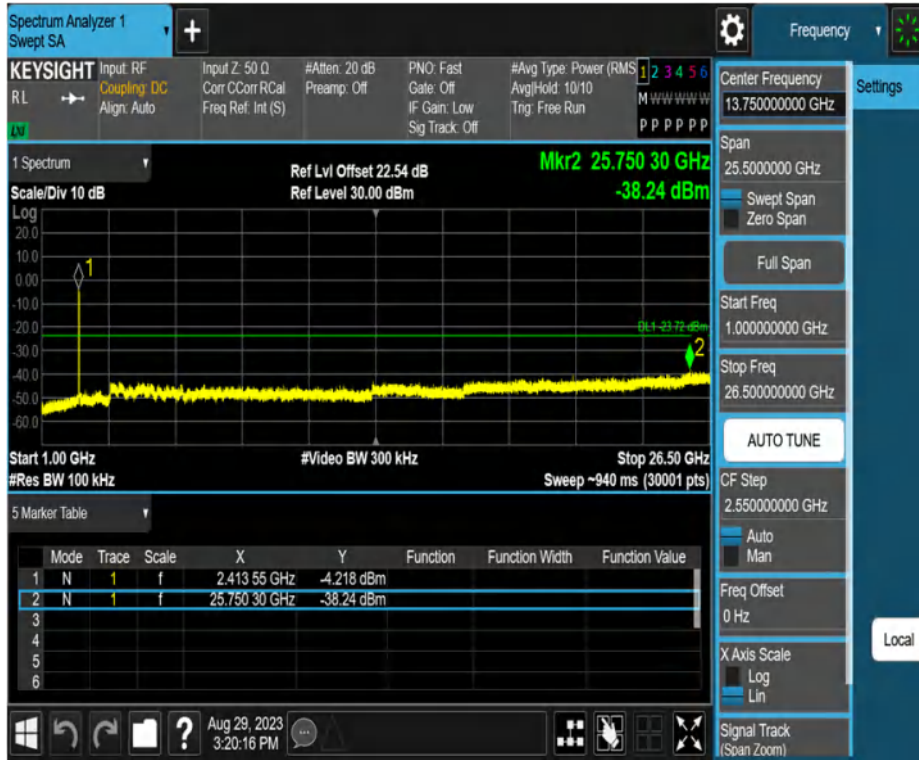 Spectrum Analyzer 1
Swept SA
Frequency
KEYSIGHT
RL
LXI
Input: RF
Coupling: DC
Align: Auto
Input Z: 50 Ω
Corr CCorr RCal
Freq Ref: Int (S)
#Atten: 20 dB
Preamp: Off
PNO: Fast
Gate: Off
IF Gain: Low
Sig Track: Off
#Avg Type: Power (RMS
Avg|Hold: 10/10
Trig: Free Run
1 2 3 4 5 6
M W W W W W
P P P P P P
1 Spectrum
Scale/Div 10 dB
Ref Lvl Offset 22.54 dB
Ref Level 30.00 dBm
Mkr2 25.750 30 GHz
-38.24 dBm
Log
20.0
10.0
0.00
-10.0
-20.0
-30.0
-40.0
-50.0
-60.0
1
DL1 -23.72 dBm
2
Start 1.00 GHz
#Res BW 100 kHz
#Video BW 300 kHz
Stop 26.50 GHz
Sweep ~940 ms (30001 pts)
5 Marker Table
Mode Trace Scale X Y Function Function Width Function Value
1 N 1 f 2.413 55 GHz -4.218 dBm
2 N 1 f 25.750 30 GHz -38.24 dBm
3
4
5
6
?
Aug 29, 2023
3:20:16 PM
Center Frequency
13.750000000 GHz
Span
25.5000000 GHz
Swept Span
Zero Span
Full Span
Start Freq
1.000000000 GHz
Stop Freq
26.500000000 GHz
AUTO TUNE
CF Step
2.550000000 GHz
Auto
Man
Freq Offset
0 Hz
X Axis Scale
Log
Lin
Signal Track
(Span Zoom)
Settings
Local